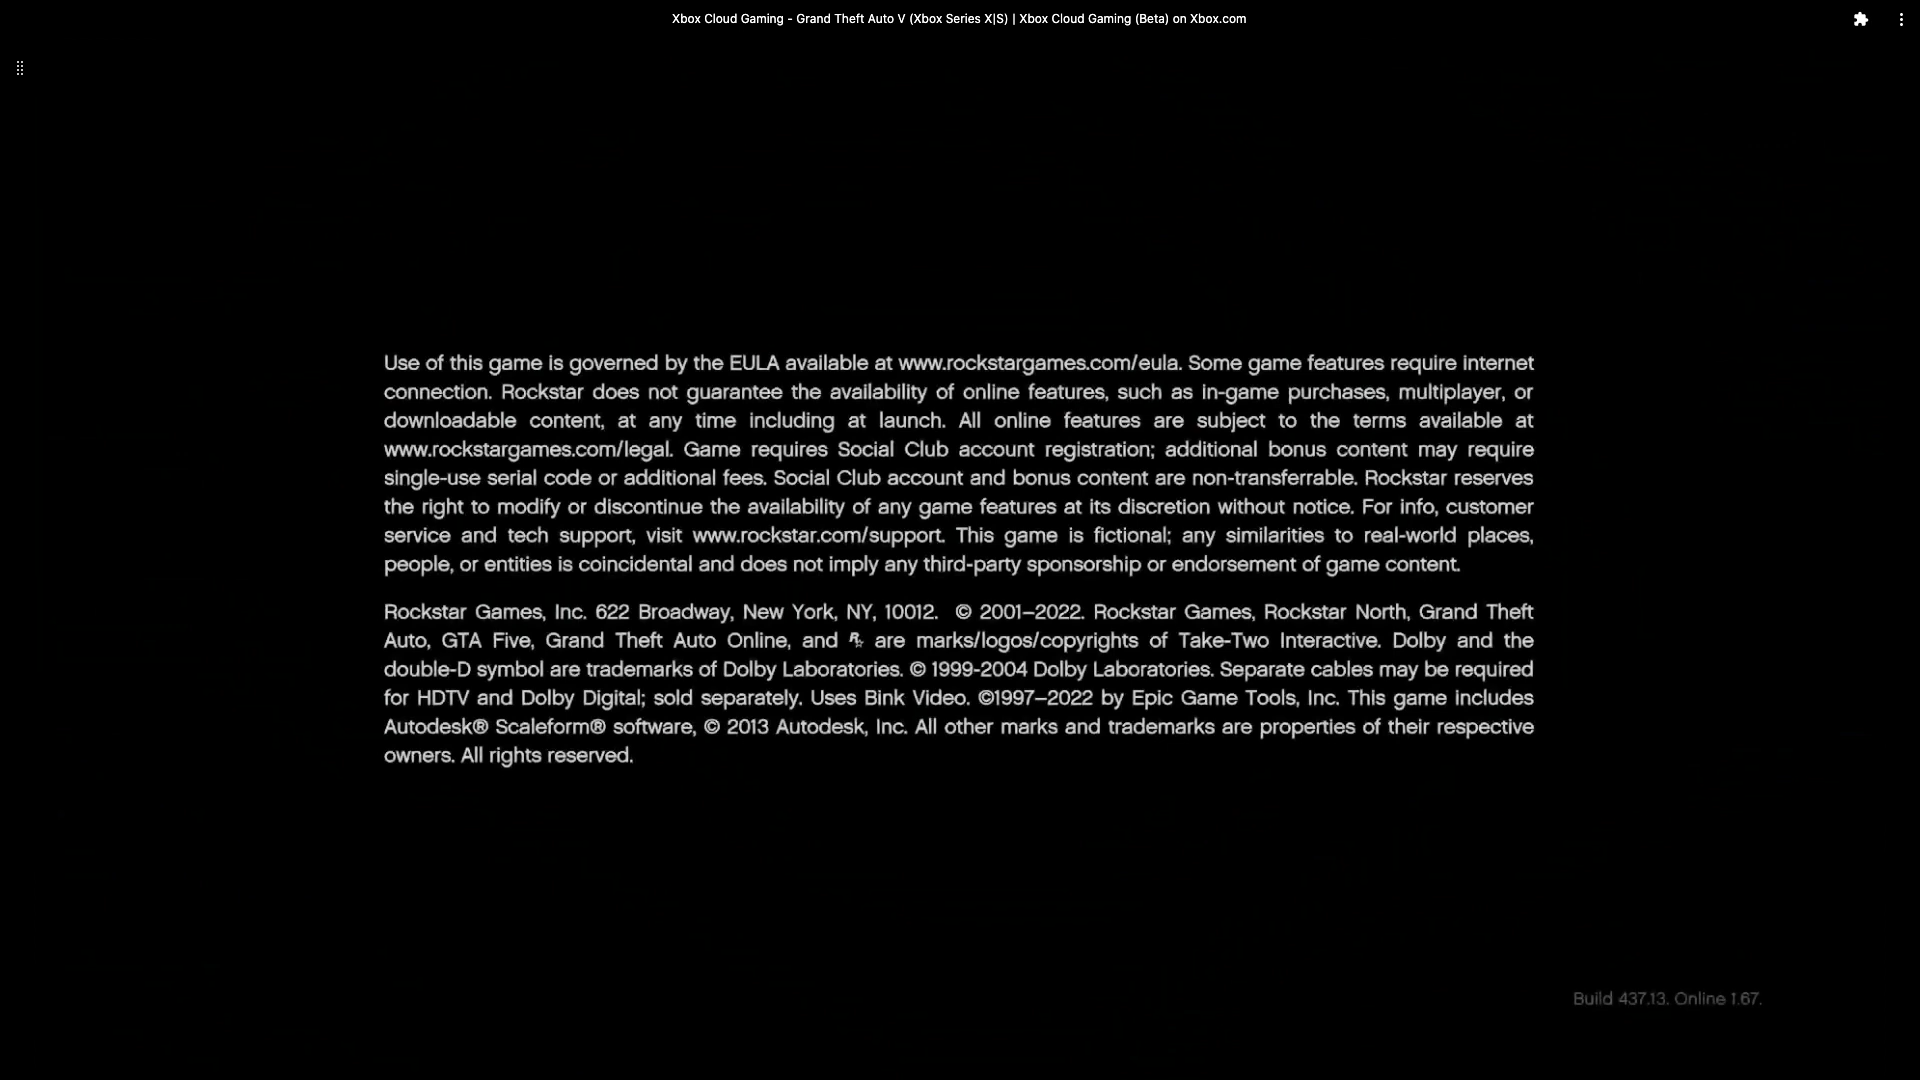 Xbox Cloud Gaming - Grand Theft Auto V (Xbox Series X|S) | Xbox Cloud Gaming (Beta) on Xbox.com
Use of this game is governed by the EULA available at www.rockstargames.com/eula. Some game features require internet
connection. Rockstar does not guarantee the availability of online features, such as in-game purchases, multiplayer, or
downloadable content, at any time including at launch. All online features are subject to the terms available at
www.rockstargames.com/legal. Game requires Social Club account registration; additional bonus content may require
single-use serial code or additional fees. Social Club account and bonus content are non-transferrable. Rockstar reserves
the right to modify or discontinue the availability of any game features at its discretion without notice. For info, customer
service and tech support, visit www.rockstar.com/support. This game is fictional; any similarities to real-world places,
people, or entities is coincidental and does not imply any third-party sponsorship or endorsement of game content.
Rockstar Games, Inc. 622 Broadway, New York, NY, 10012. © 2001–2022. Rockstar Games, Rockstar North, Grand Theft
Auto, GTA Five, Grand Theft Auto Online, and R★ are marks/logos/copyrights of Take-Two Interactive. Dolby and the
double-D symbol are trademarks of Dolby Laboratories. © 1999-2004 Dolby Laboratories. Separate cables may be required
for HDTV and Dolby Digital; sold separately. Uses Bink Video. ©1997–2022 by Epic Game Tools, Inc. This game includes
Autodesk® Scaleform® software, © 2013 Autodesk, Inc. All other marks and trademarks are properties of their respective
owners. All rights reserved.
Build 437.13. Online 1.67.